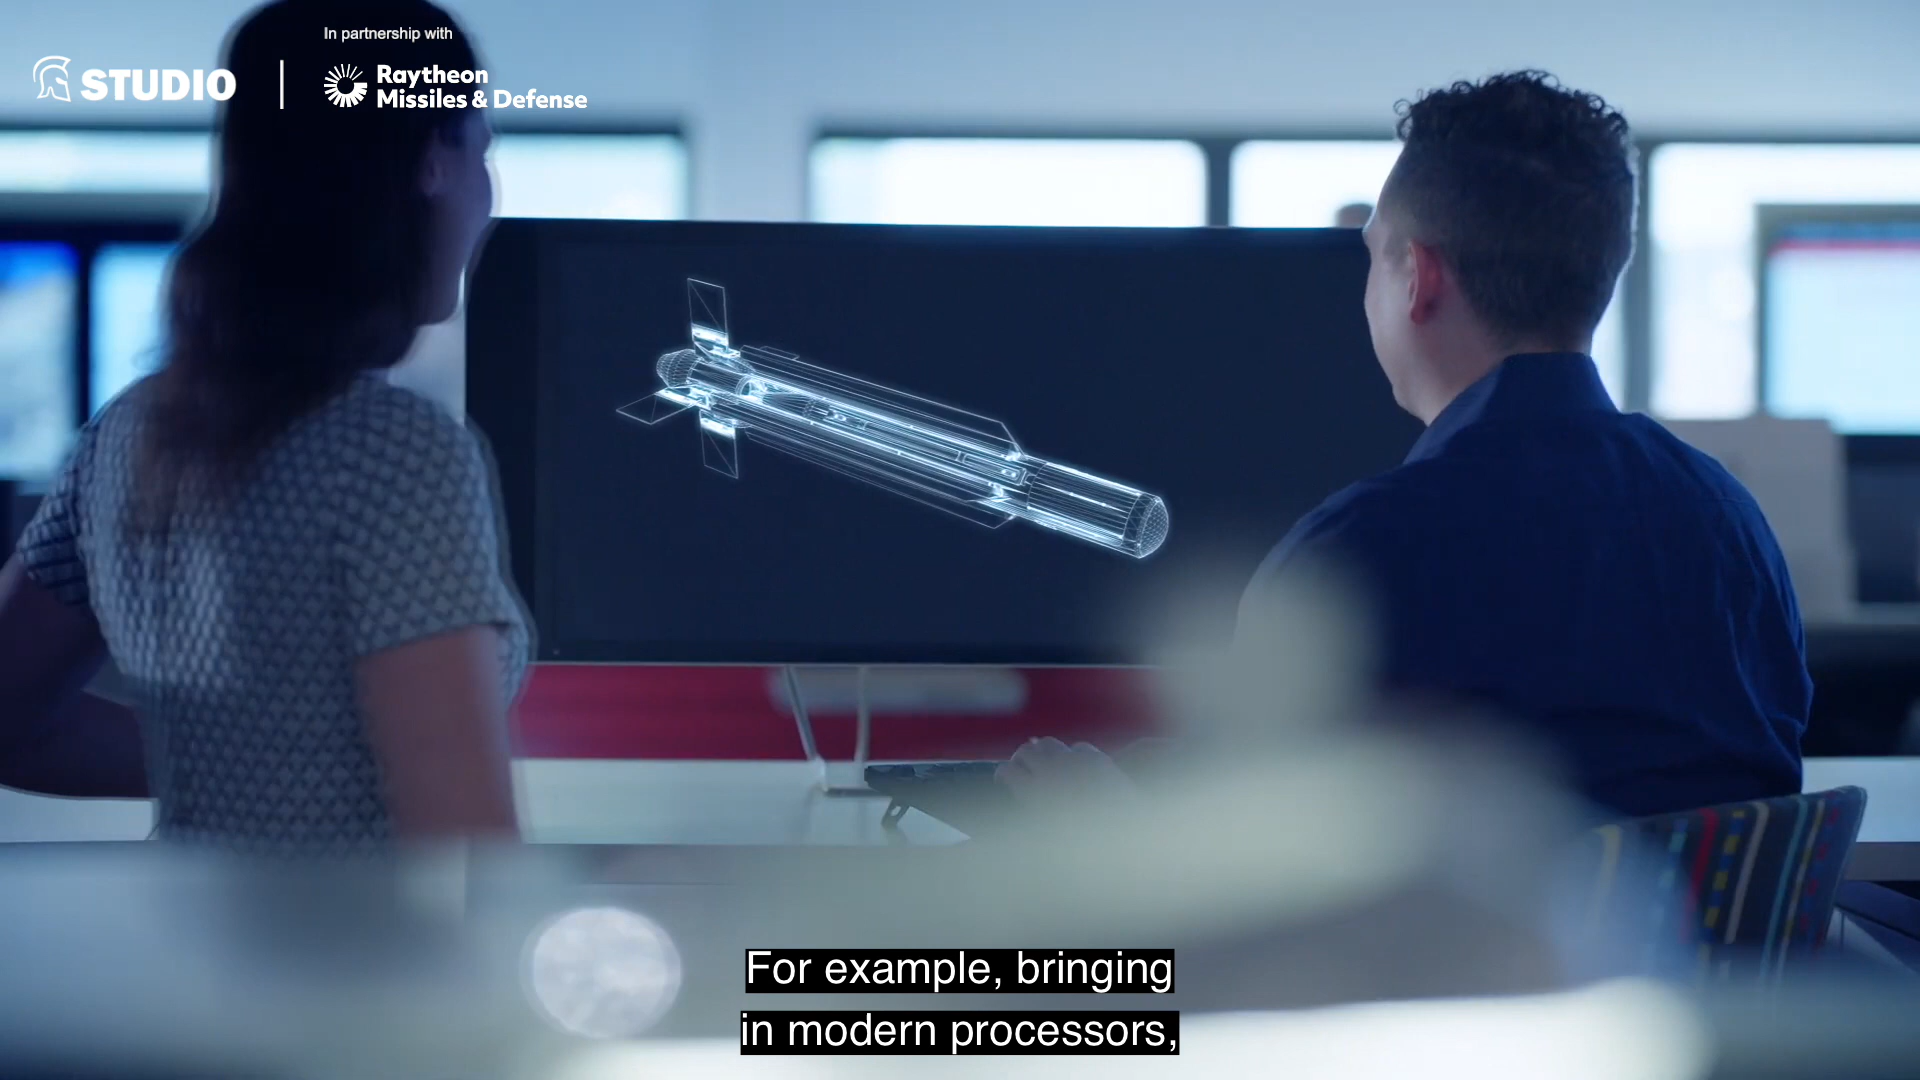 In partnership with
STUDIO
Raytheon
Missiles & Defense
For example, bringing
in modern processors,